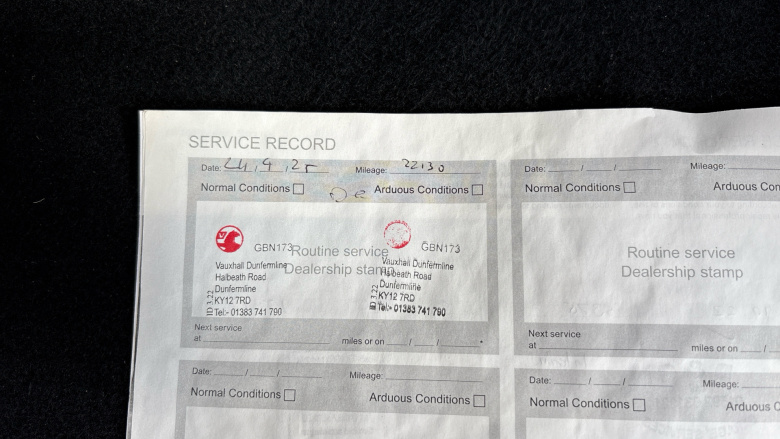 SERVICE RECORD
Date: 24, 9, 25 Mileage: 22130
Normal Conditions Arduous Conditions
GBN173 GBN173
Routine service
Dealership stamp
Vauxhall Dunfermline Vauxhall Dunfermline
Halbeath Road Halbeath Road
Dunfermline Dunfermline
KY12 7RD KY12 7RD
Tel:- 01383 741 790 Tel:- 01383 741 790
Next service
at miles or on / /
Date: / / Mileage:
Normal Conditions Arduous Con
Routine service
Dealership stamp
Next service
at miles or on /
Date: / / Mileage:
Normal Conditions Arduous Conditions
Date: / / Mileage:
Normal Conditions Arduous C